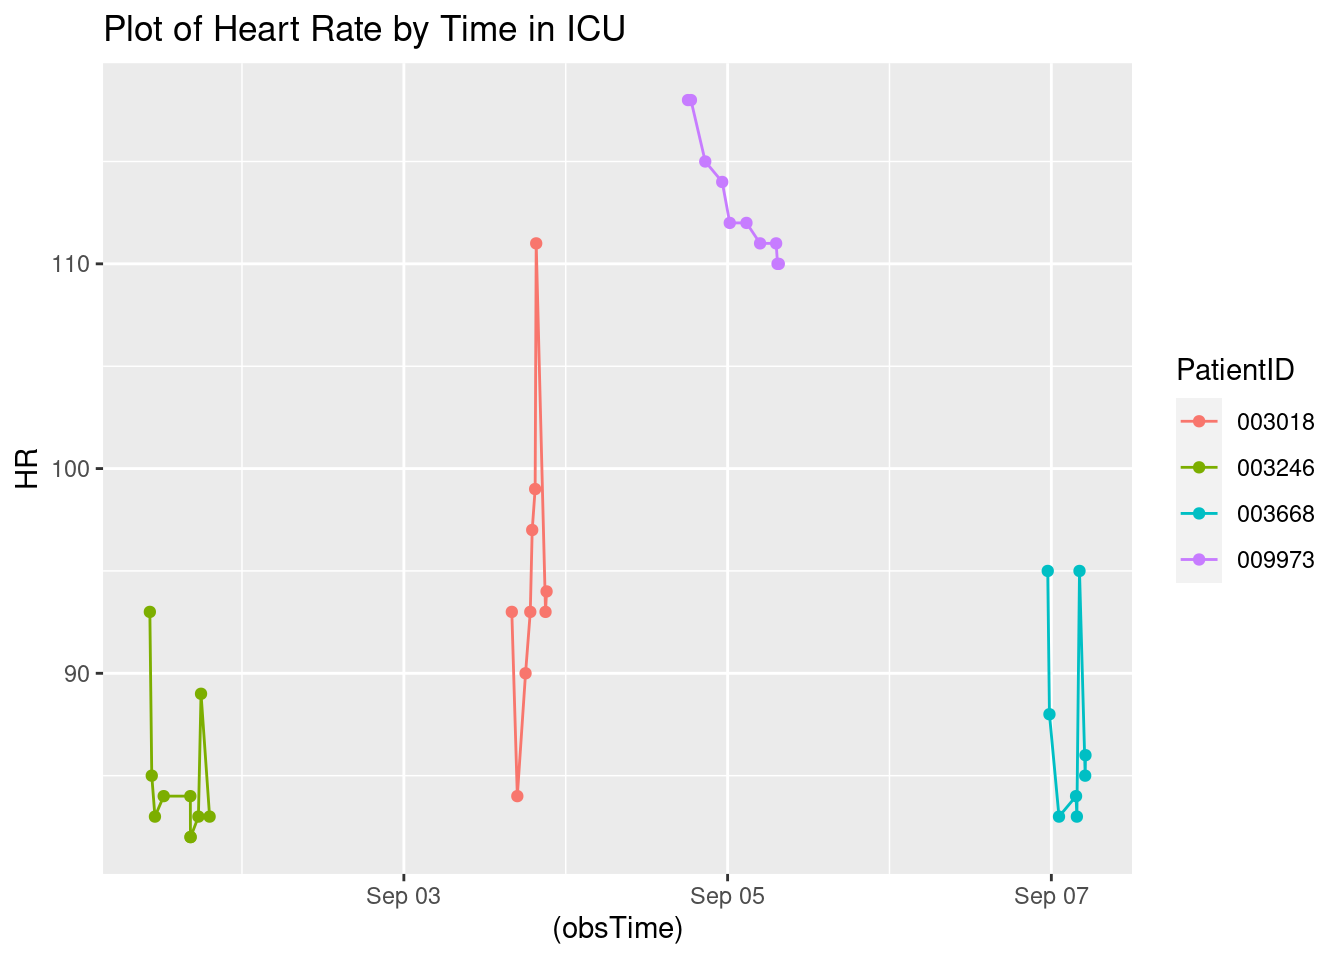 Plot of Heart Rate by Time in ICU
HR
110
100
90
Sep 03
Sep 05
Sep 07
(obsTime)
PatientID
003018
003246
003668
009973